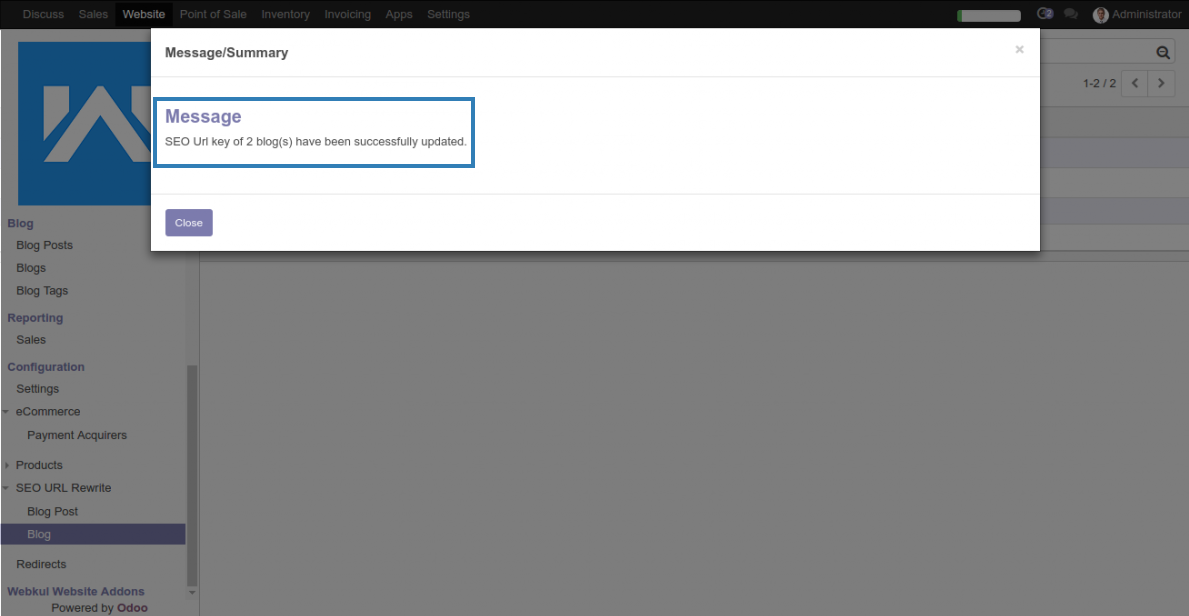 Discuss Sales Website Point of Sale Inventory Invoicing Apps Settings 2 Administrator
Message/Summary ×
1-2 / 2
Message
SEO Url key of 2 blog(s) have been successfully updated.
Close
Blog
Blog Posts
Blogs
Blog Tags
Reporting
Sales
Configuration
Settings
eCommerce
Payment Acquirers
Products
SEO URL Rewrite
Blog Post
Blog
Redirects
Webkul Website Addons
Powered by Odoo